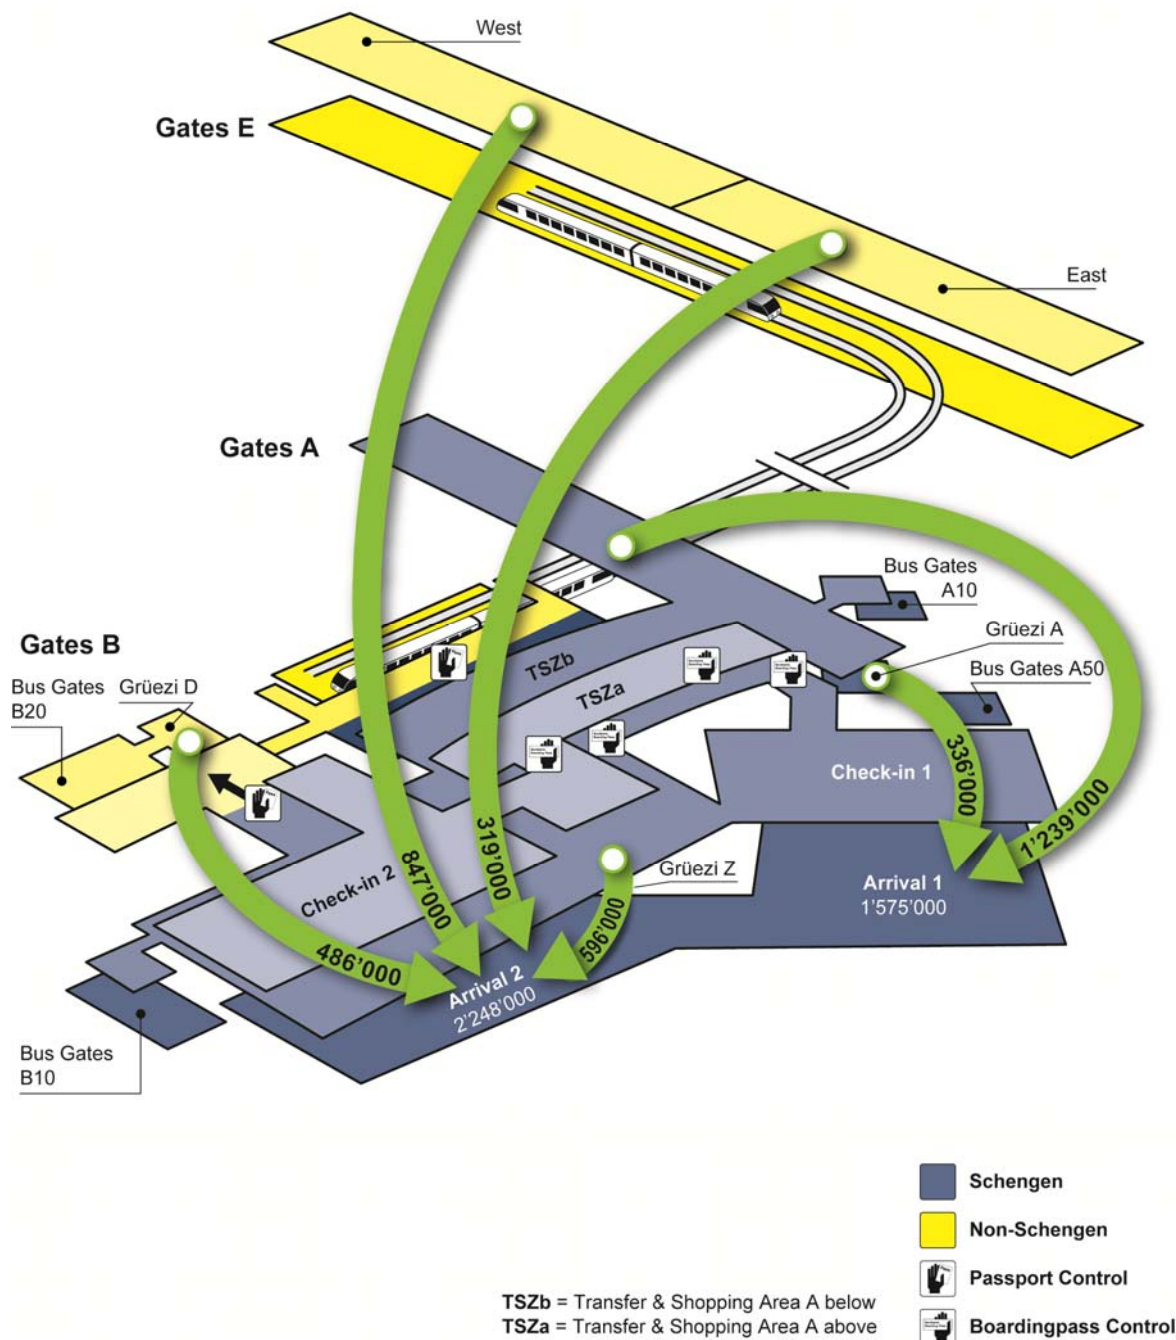 West
Gates E
East
Gates A
Bus Gates
A10
Grüezi A
Bus Gates A50
Gates B
Bus Gates
B20
Grüezi D
TSZb
TSZa
Check-in 1
336’000
1’239’000
Grüezi Z
Arrival 1
1’575’000
Check-in 2
847’000
319’000
596’000
486’000
Arrival 2
2’248’000
Bus Gates
B10
Schengen
Non-Schengen
Passport Control
Boardingpass Control
TSZb = Transfer & Shopping Area A below
TSZa = Transfer & Shopping Area A above